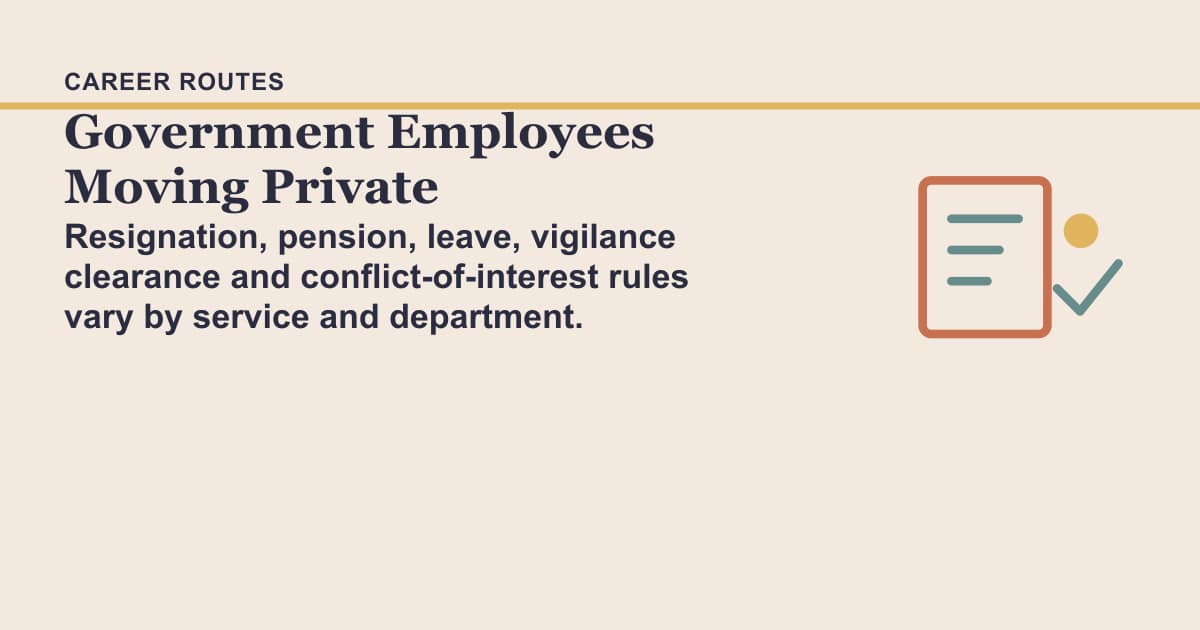 CAREER ROUTES
Government Employees
Moving Private
Resignation, pension, leave, vigilance
clearance and conflict-of-interest rules
vary by service and department.